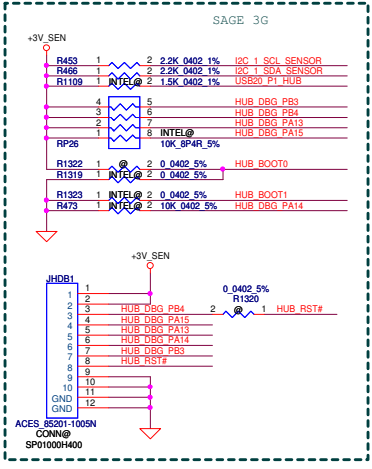 SAGE 3G
+3V_SEN
R453 1 2 2.2K_0402_1% I2C_1_SCL_SENSOR
R466 1 2 2.2K_0402_1% I2C_1_SDA_SENSOR
R1109 1 INTEL@ 2 1.5K_0402_1% USB20_P1_HUB
4 5 HUB_DBG_PB3
3 6 HUB_DBG_PB4
2 7 HUB_DBG_PA13
1 8 INTEL@ HUB_DBG_PA15
RP26 10K_8P4R_5%
R1322 1 @ 2 0_0402_5% HUB_BOOT0
R1319 1 INTEL@ 2 0_0402_5%
R1323 1 INTEL@ 2 0_0402_5% HUB_BOOT1
R473 1 INTEL@ 2 10K_0402_5% HUB_DBG_PA14
+3V_SEN
JHDB1
0_0402_5%
R1320
1 1
2 2
3 3 HUB_DBG_PB4 2 @ 1 HUB_RST#
4 4 HUB_DBG_PA15
5 5 HUB_DBG_PA13
6 6 HUB_DBG_PA14
7 7 HUB_DBG_PB3
8 8 HUB_RST#
9 9
10 10
GND 11
GND 12
ACES_85201-1005N
CONN@
SP01000H400